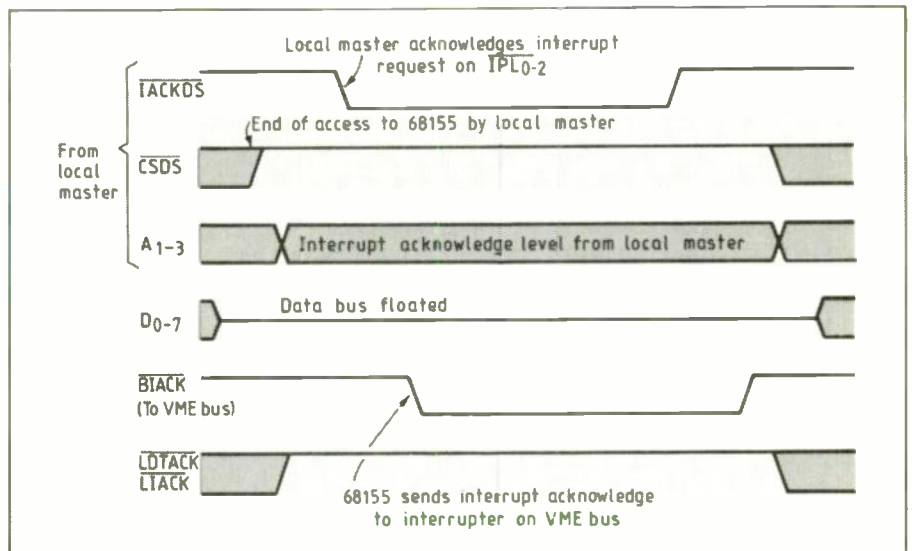 Local master acknowledges interrupt
request on IPL0-2
IACKDS
End of access to 68155 by local master
From
local
master
CSDS
A1-3
Interrupt acknowledge level from local master
D0-7
Data bus floated
BIACK
(To VME bus)
LDTACK
LIACK
68155 sends interrupt acknowledge
to interrupter on VME bus